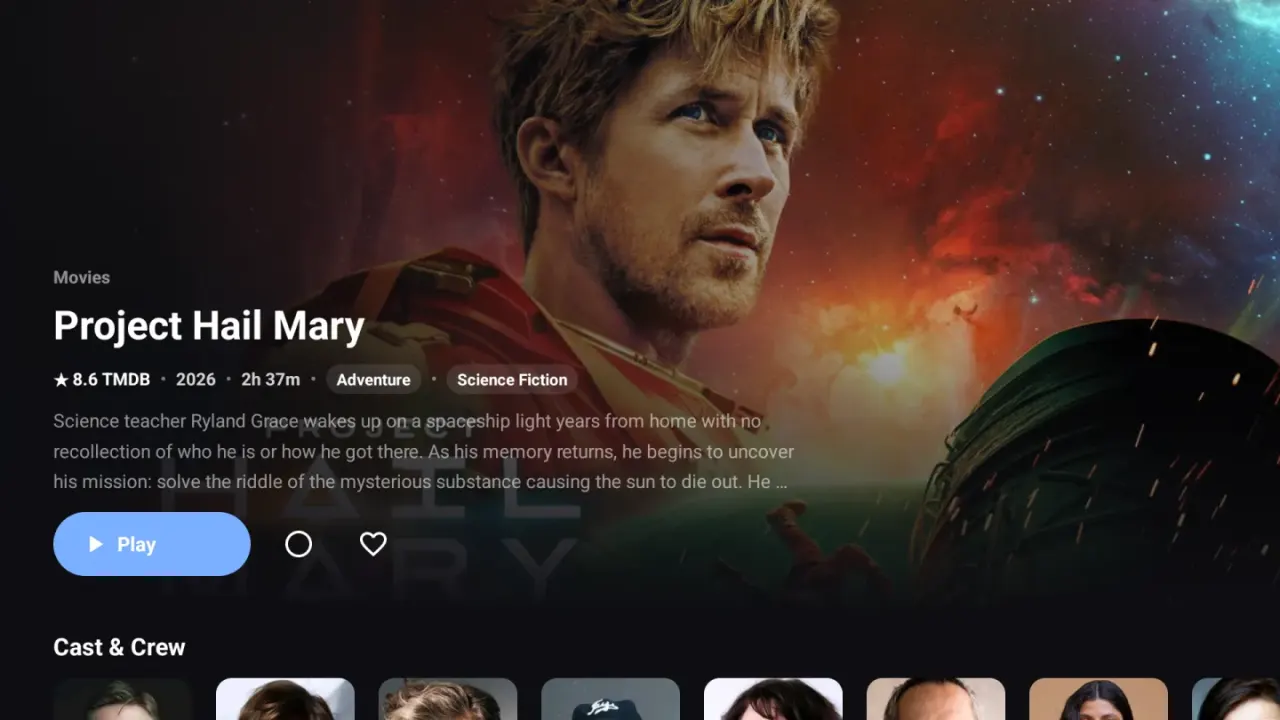 Movies
Project Hail Mary
★ 8.6 TMDB · 2026 · 2h 37m · Adventure · Science Fiction
Science teacher Ryland Grace wakes up on a spaceship light years from home with no
recollection of who he is or how he got there. As his memory returns, he begins to uncover
his mission: solve the riddle of the mysterious substance causing the sun to die out. He ...
PROJECT
HAIL
MARY
Play
Cast & Crew